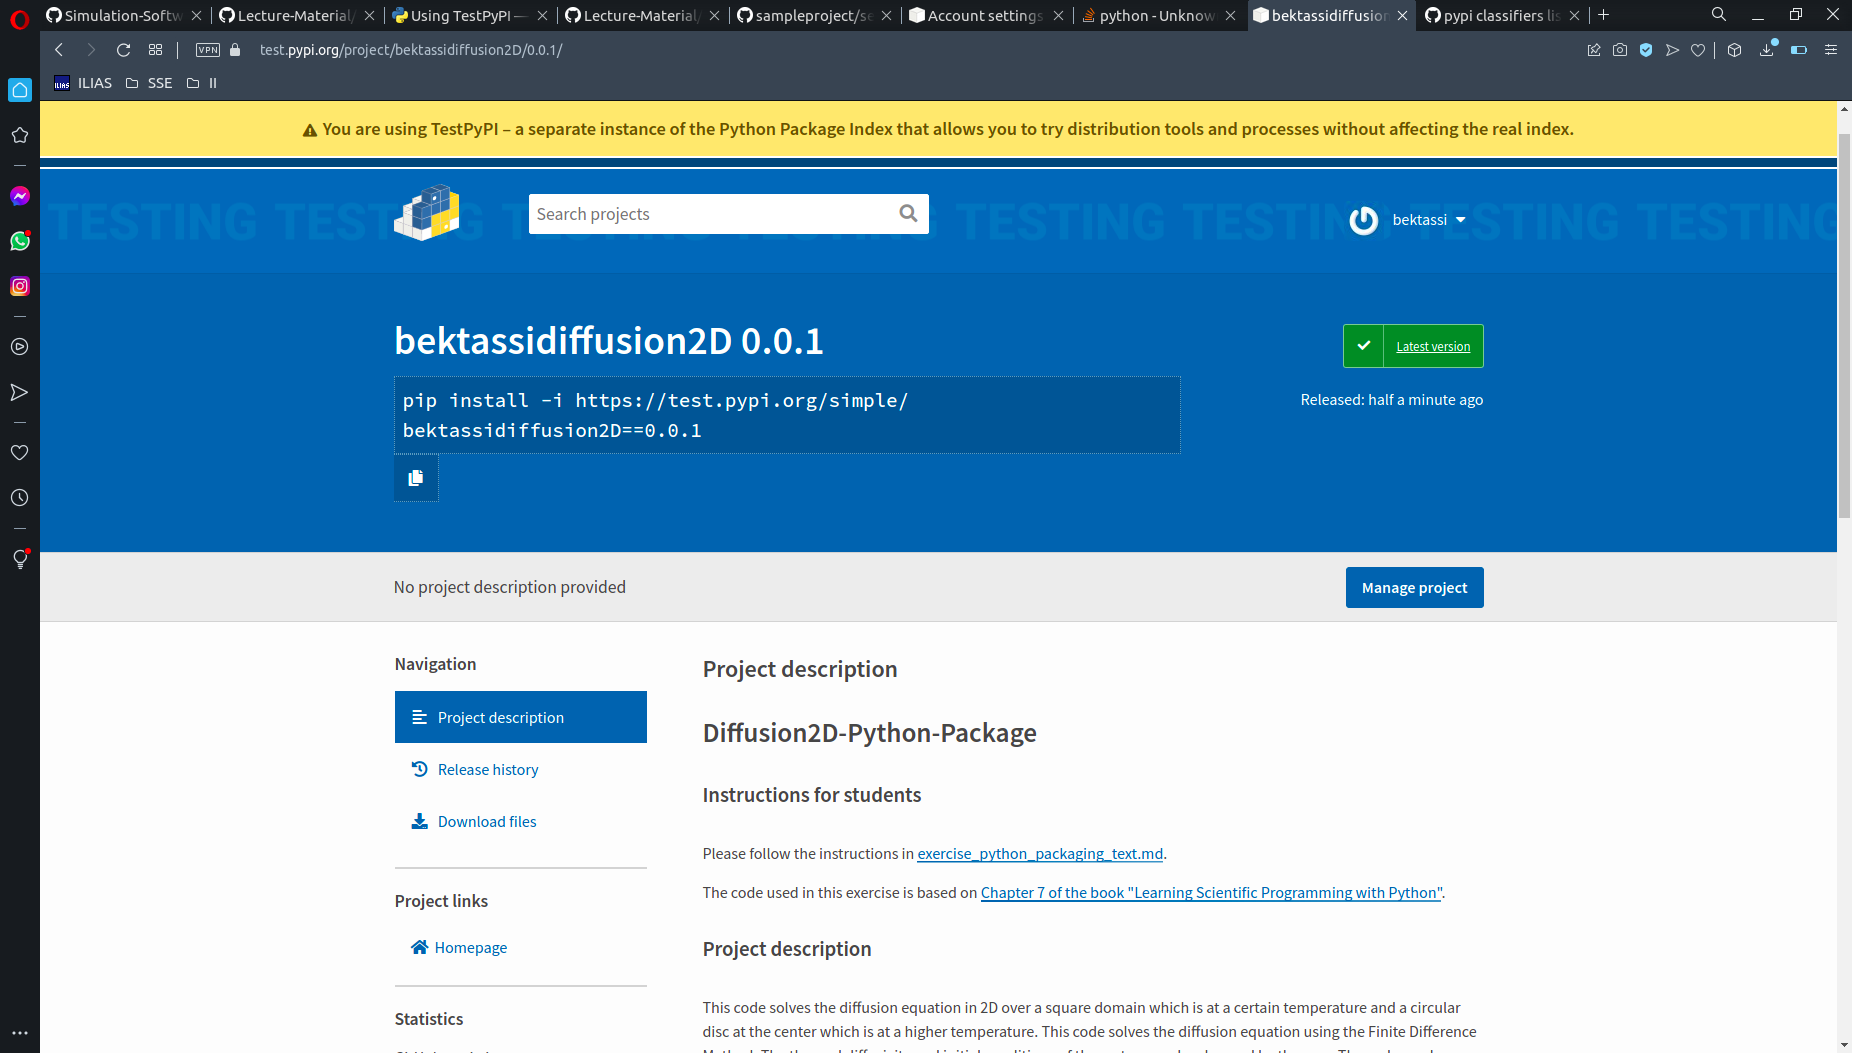 Simulation-Softw
Lecture-Material/
Using TestPyPI —
Lecture-Material/
sampleproject/se
Account settings
python - Unknow
bektassidiffusion
pypi classifiers lis
VPN
test.pypi.org/project/bektassidiffusion2D/0.0.1/
ILIAS
ILIAS
SSE
II
You are using TestPyPI – a separate instance of the Python Package Index that allows you to try distribution tools and processes without affecting the real index.
TESTING TESTING TESTING TESTING TESTING TESTING
Search projects
bektassi
bektassidiffusion2D 0.0.1
Latest version
pip install -i https://test.pypi.org/simple/
bektassidiffusion2D==0.0.1
Released: half a minute ago
No project description provided
Manage project
Navigation
Project description
Release history
Download files
Project links
Homepage
Statistics
Project description
Diffusion2D-Python-Package
Instructions for students
Please follow the instructions in exercise_python_packaging_text.md.
The code used in this exercise is based on Chapter 7 of the book "Learning Scientific Programming with Python".
Project description
This code solves the diffusion equation in 2D over a square domain which is at a certain temperature and a circular
disc at the center which is at a higher temperature. This code solves the diffusion equation using the Finite Difference